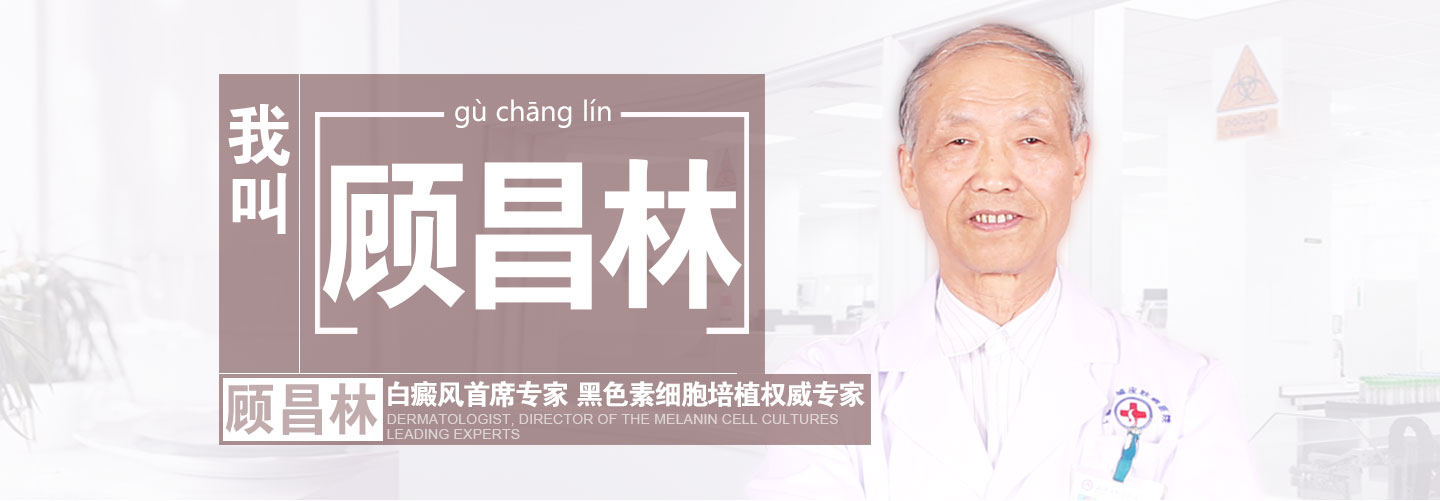 我叫
gù chāng lín
顾昌林
顾昌林
白癜风首席专家 黑色素细胞培植权威专家
DERMATOLOGIST, DIRECTOR OF THE MELANIN CELL CULTURES
LEADING EXPERTS